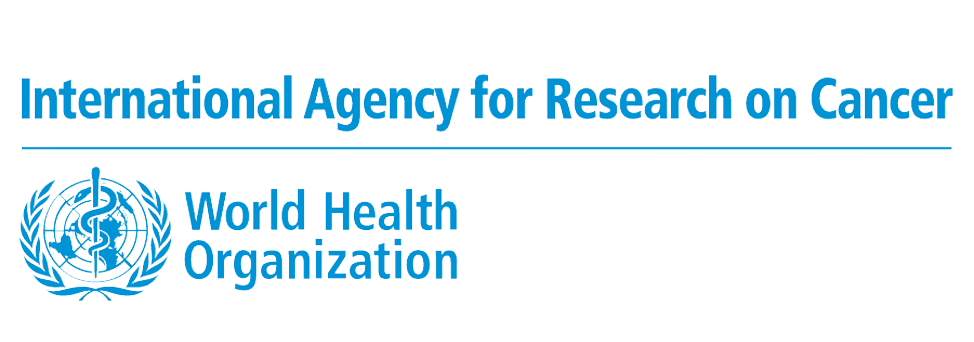 International Agency for Research on Cancer
World Health
Organization